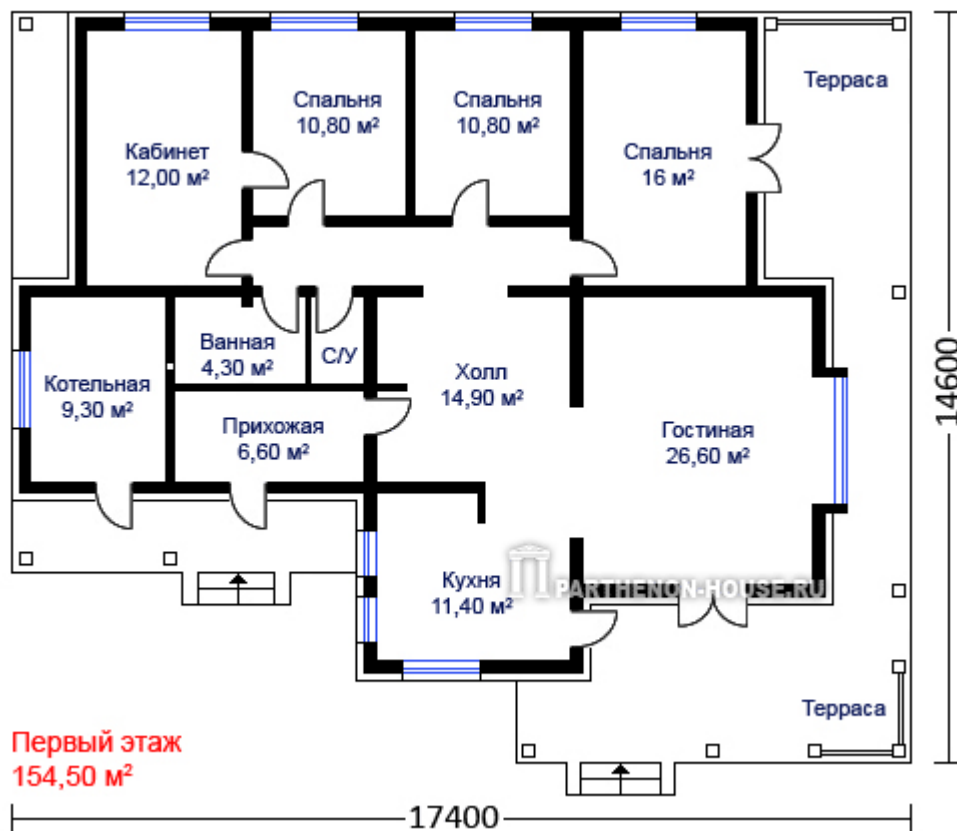 Терраса
Спальня
10,80 м²
Спальня
10,80 м²
Кабинет
12,00 м²
Спальня
16 м²
Ванная
4,30 м²
С/У
Котельная
9,30 м²
Холл
14,90 м²
Прихожая
6,60 м²
Гостиная
26,60 м²
14600
Кухня
11,40 м²
PARTHENON-HOUSE.RU
Терраса
Первый этаж
154,50 м²
17400